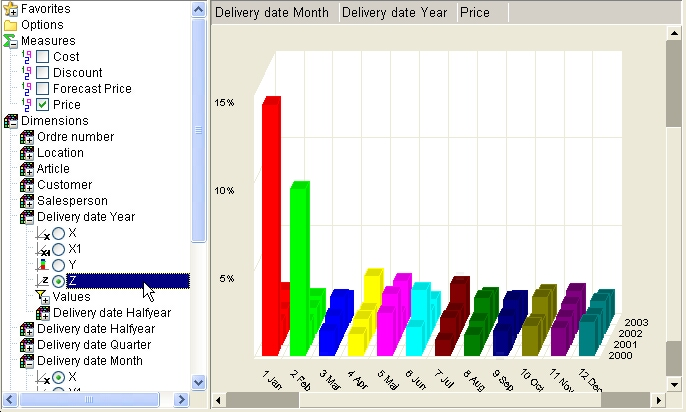 Favorites
Options
Measures
Cost
Discount
Forecast Price
Price
Dimensions
Ordre number
Location
Article
Customer
Salesperson
Delivery date Year
X
X1
Y
Z
Values
Delivery date Halfyear
Delivery date Halfyear
Delivery date Quarter
Delivery date Month
X
Delivery date Month Delivery date Year Price
15%
10%
5%
2003
2002
2001
2000
1 Jan
2 Feb
3 Mar
4 Apr
5 Maj
6 Jun
7 Jul
8 Aug
9 Sep
10 Oct
11 Nov
12 Dec